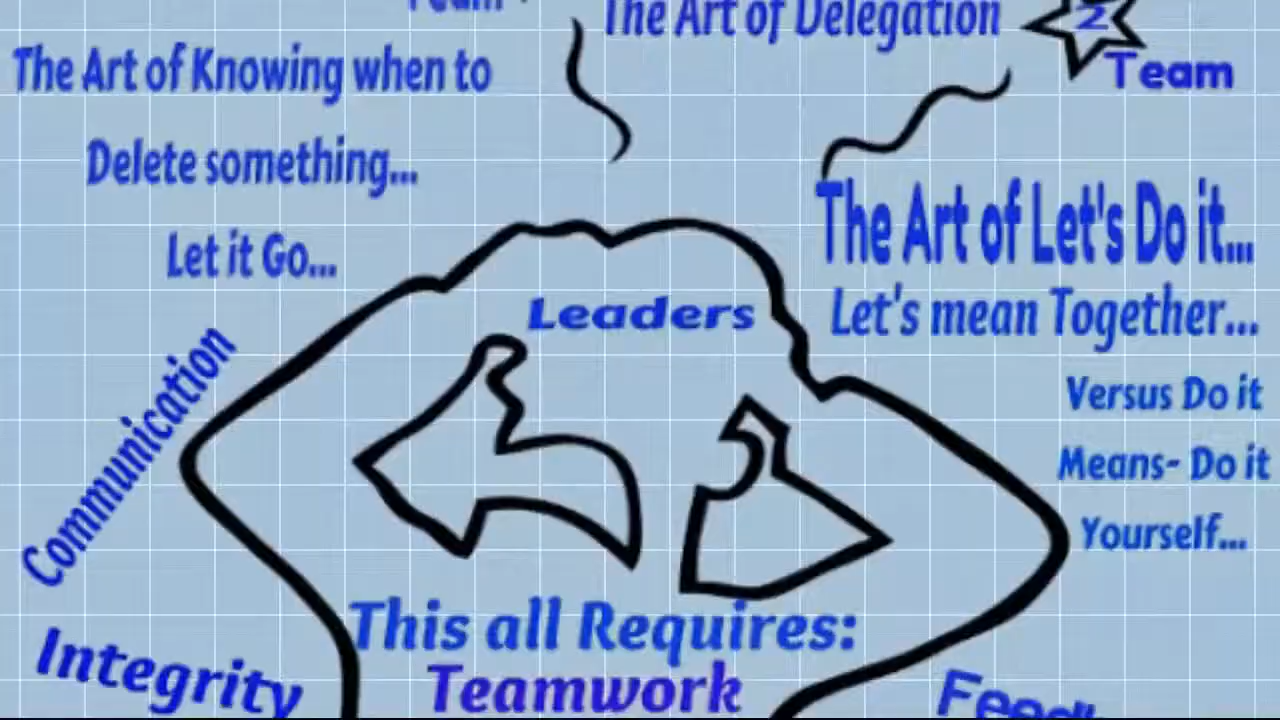 Team
The Art of Delegation
2
Team
The Art of Knowing when to
Delete something...
Let it Go...
The Art of Let's Do it...
Let's mean Together...
Versus Do it
Means- Do it
Yourself...
Leaders
Communication
This all Requires:
Teamwork
Integrity